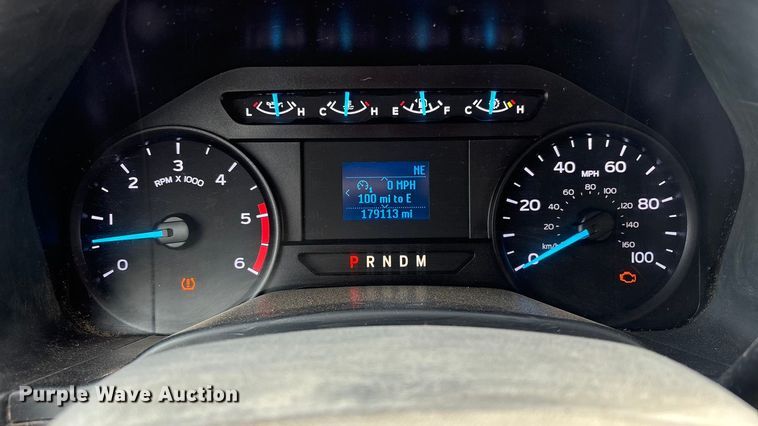 L H C H E F C H
NE
0 MPH
100 mi to E
179113 mi
P R N D M
0 1 2 3 4 5 6
RPM X 1000
0 20 40 60 80 100
MPH
20 40 60 80 100 120 140 160
km/h
Purple Wave Auction